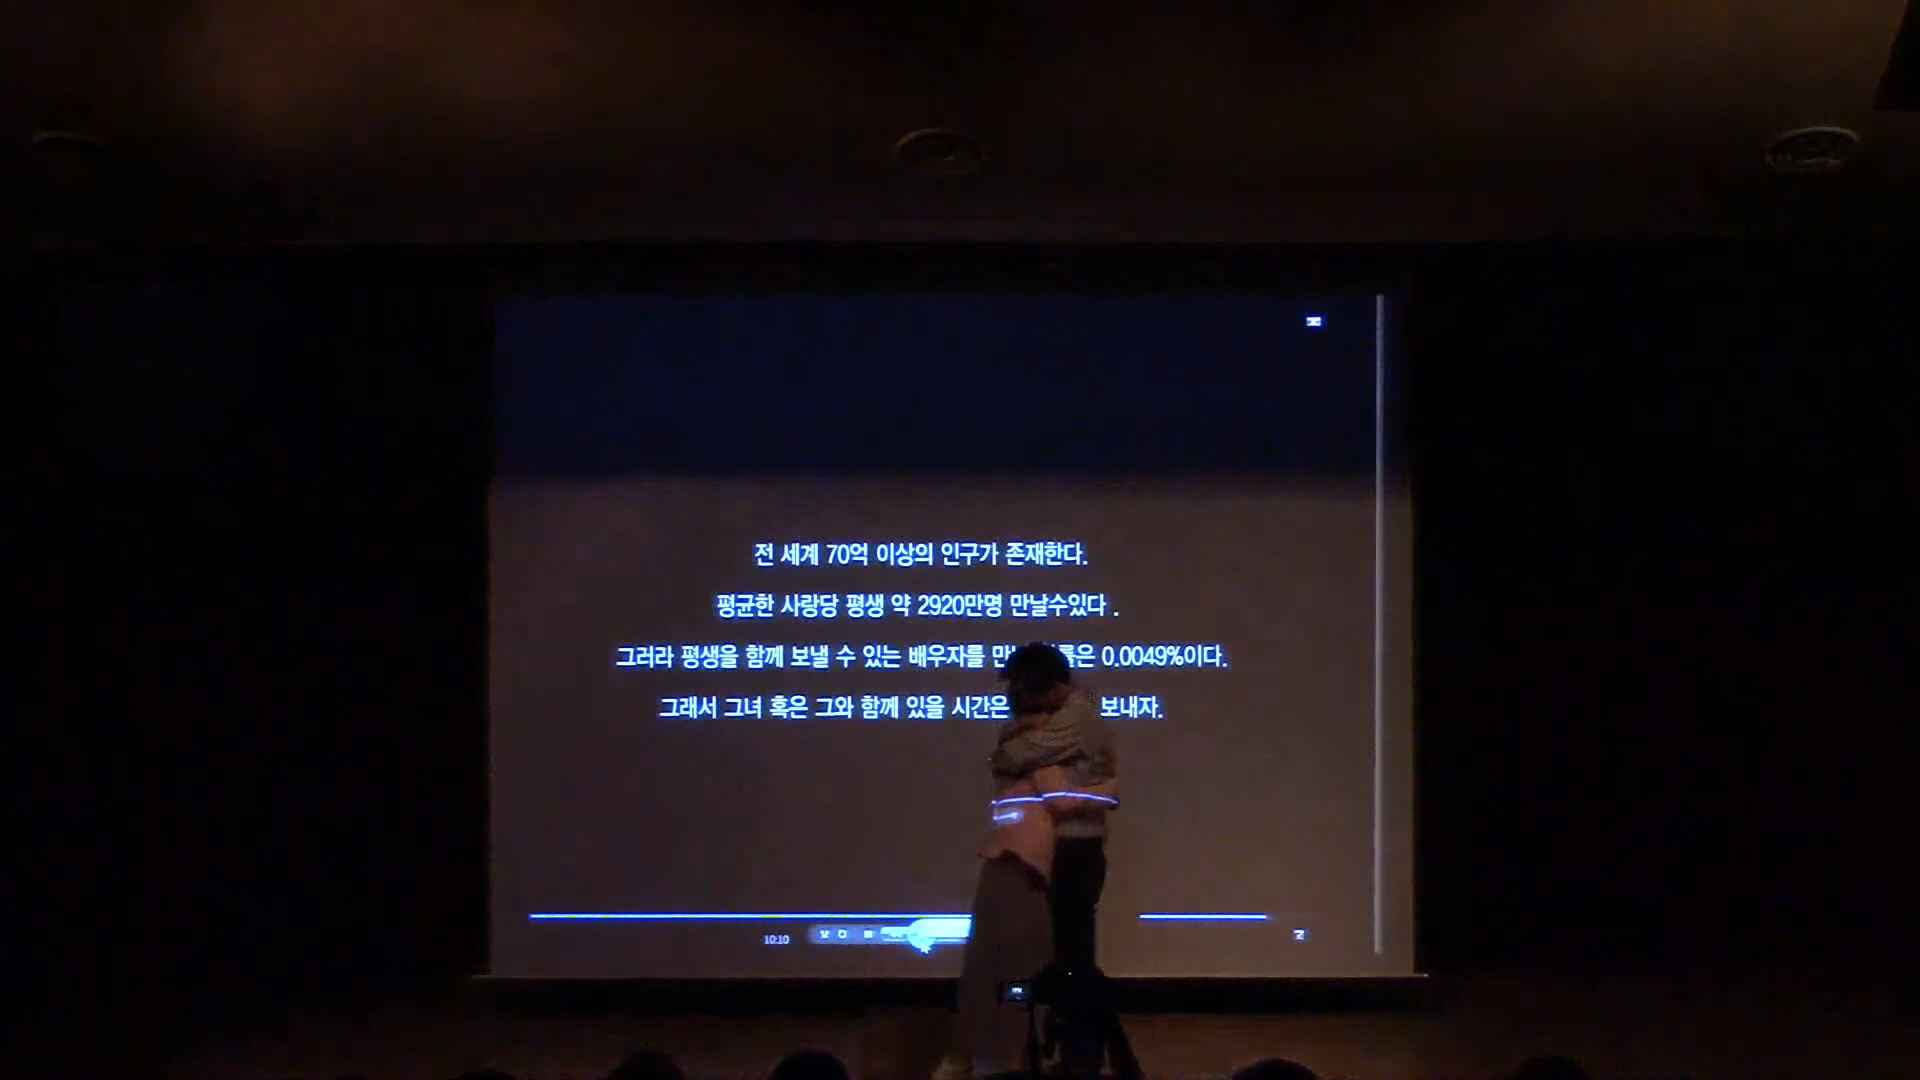 전 세계 70억 이상의 인구가 존재한다.
평균한 사랑당 평생 약 2920만명 만날수있다 .
그러라 평생을 함께 보낼 수 있는 배우자를 0.0049%이다.
그래서 그녀 혹은 그와 함께 있을 시간은 보내자.
10:10